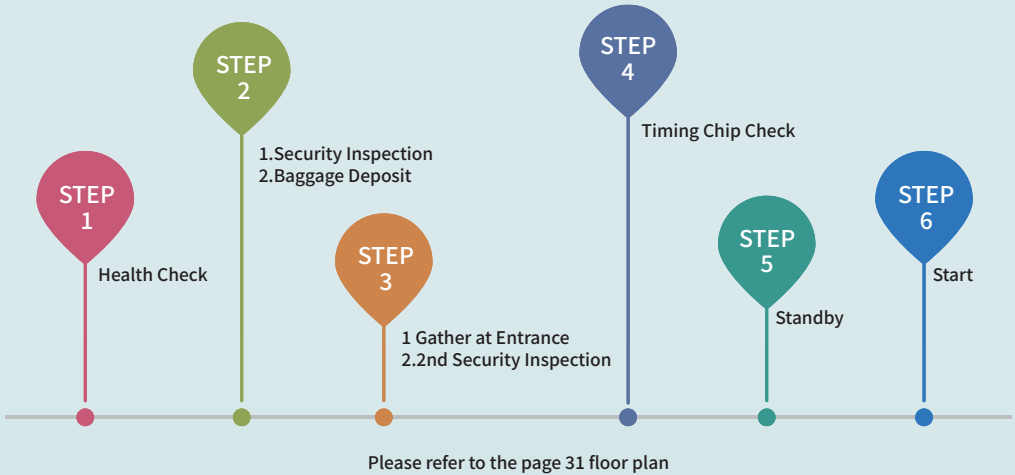 STEP
1
Health Check
STEP
2
1.Security Inspection
2.Baggage Deposit
STEP
3
1 Gather at Entrance
2.2nd Security Inspection
STEP
4
Timing Chip Check
STEP
5
Standby
STEP
6
Start
Please refer to the page 31 floor plan